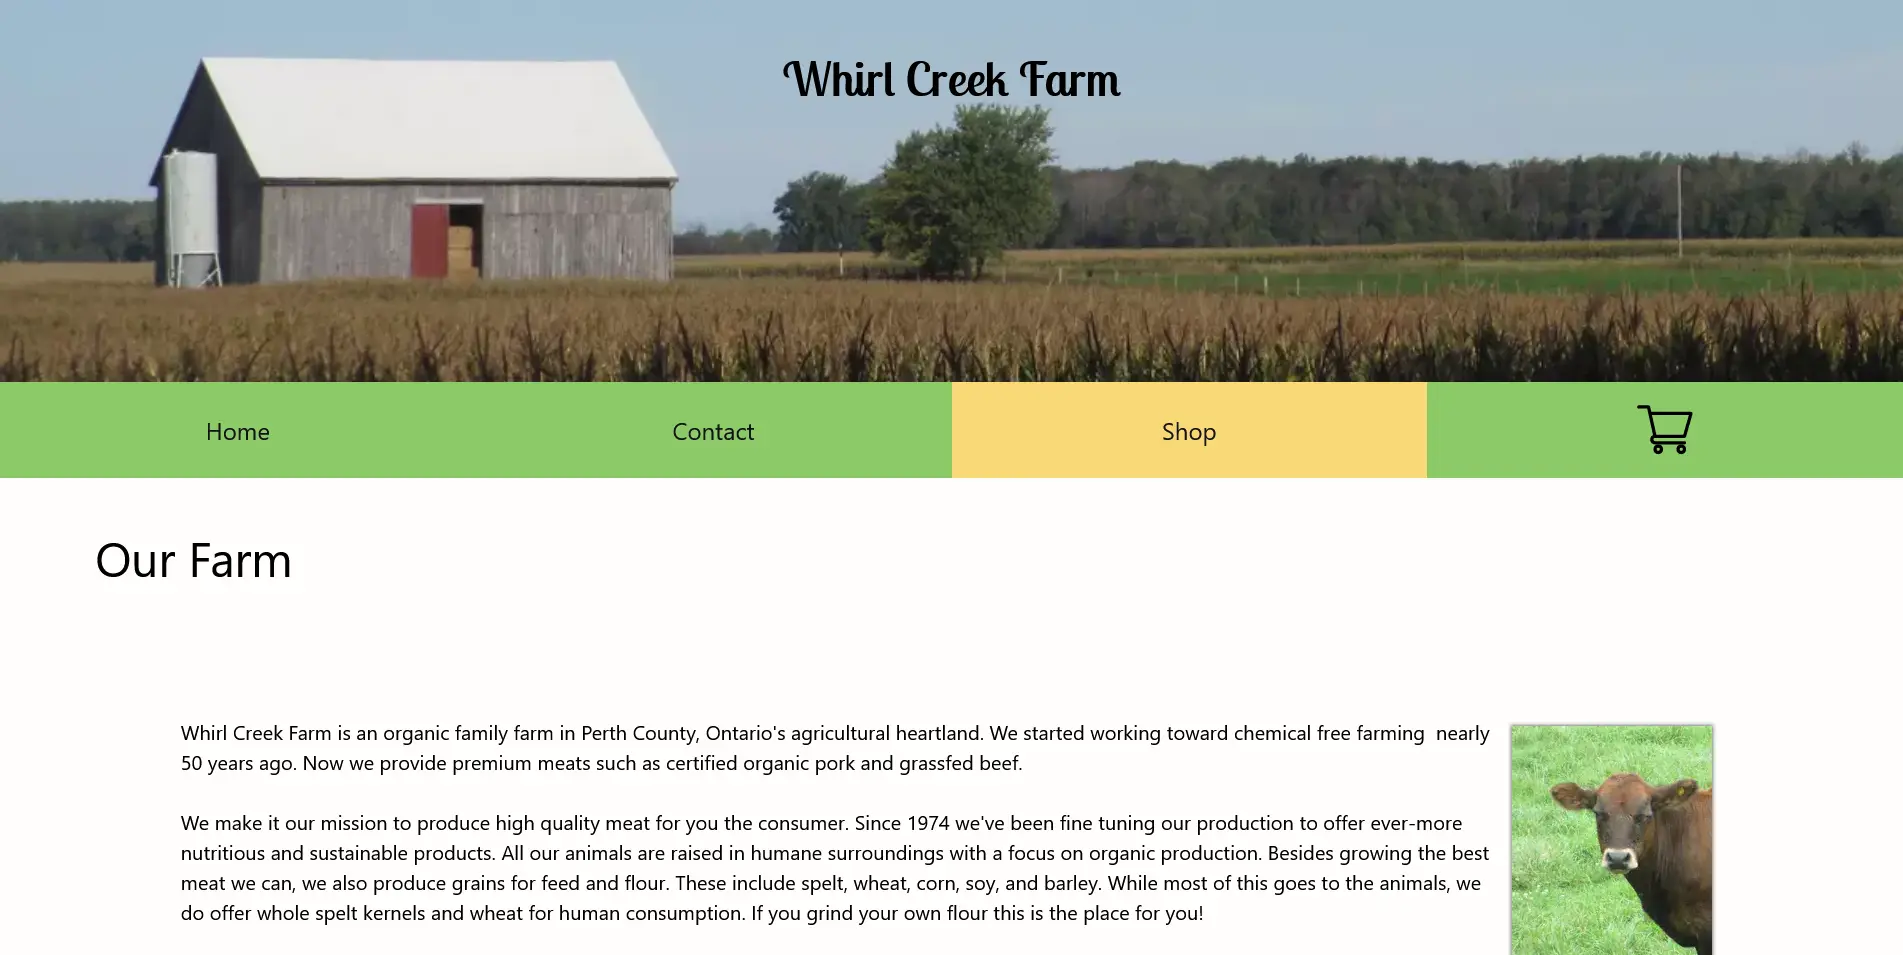 Whirl Creek Farm
Home
Contact
Shop
Our Farm
Whirl Creek Farm is an organic family farm in Perth County, Ontario's agricultural heartland. We started working toward chemical free farming  nearly
50 years ago. Now we provide premium meats such as certified organic pork and grassfed beef.
We make it our mission to produce high quality meat for you the consumer. Since 1974 we've been fine tuning our production to offer ever-more
nutritious and sustainable products. All our animals are raised in humane surroundings with a focus on organic production. Besides growing the best
meat we can, we also produce grains for feed and flour. These include spelt, wheat, corn, soy, and barley. While most of this goes to the animals, we
do offer whole spelt kernels and wheat for human consumption. If you grind your own flour this is the place for you!